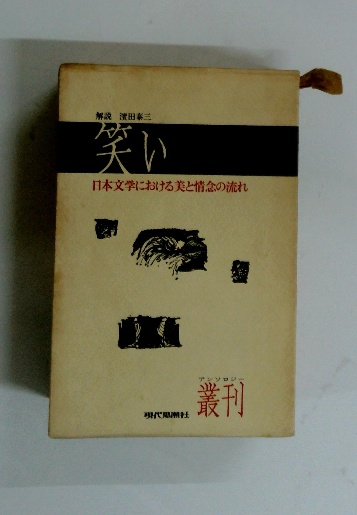 解説 濱田泰三
笑い
日本文学における美と情念の流れ
アンソロジー
叢刊
現代思潮社